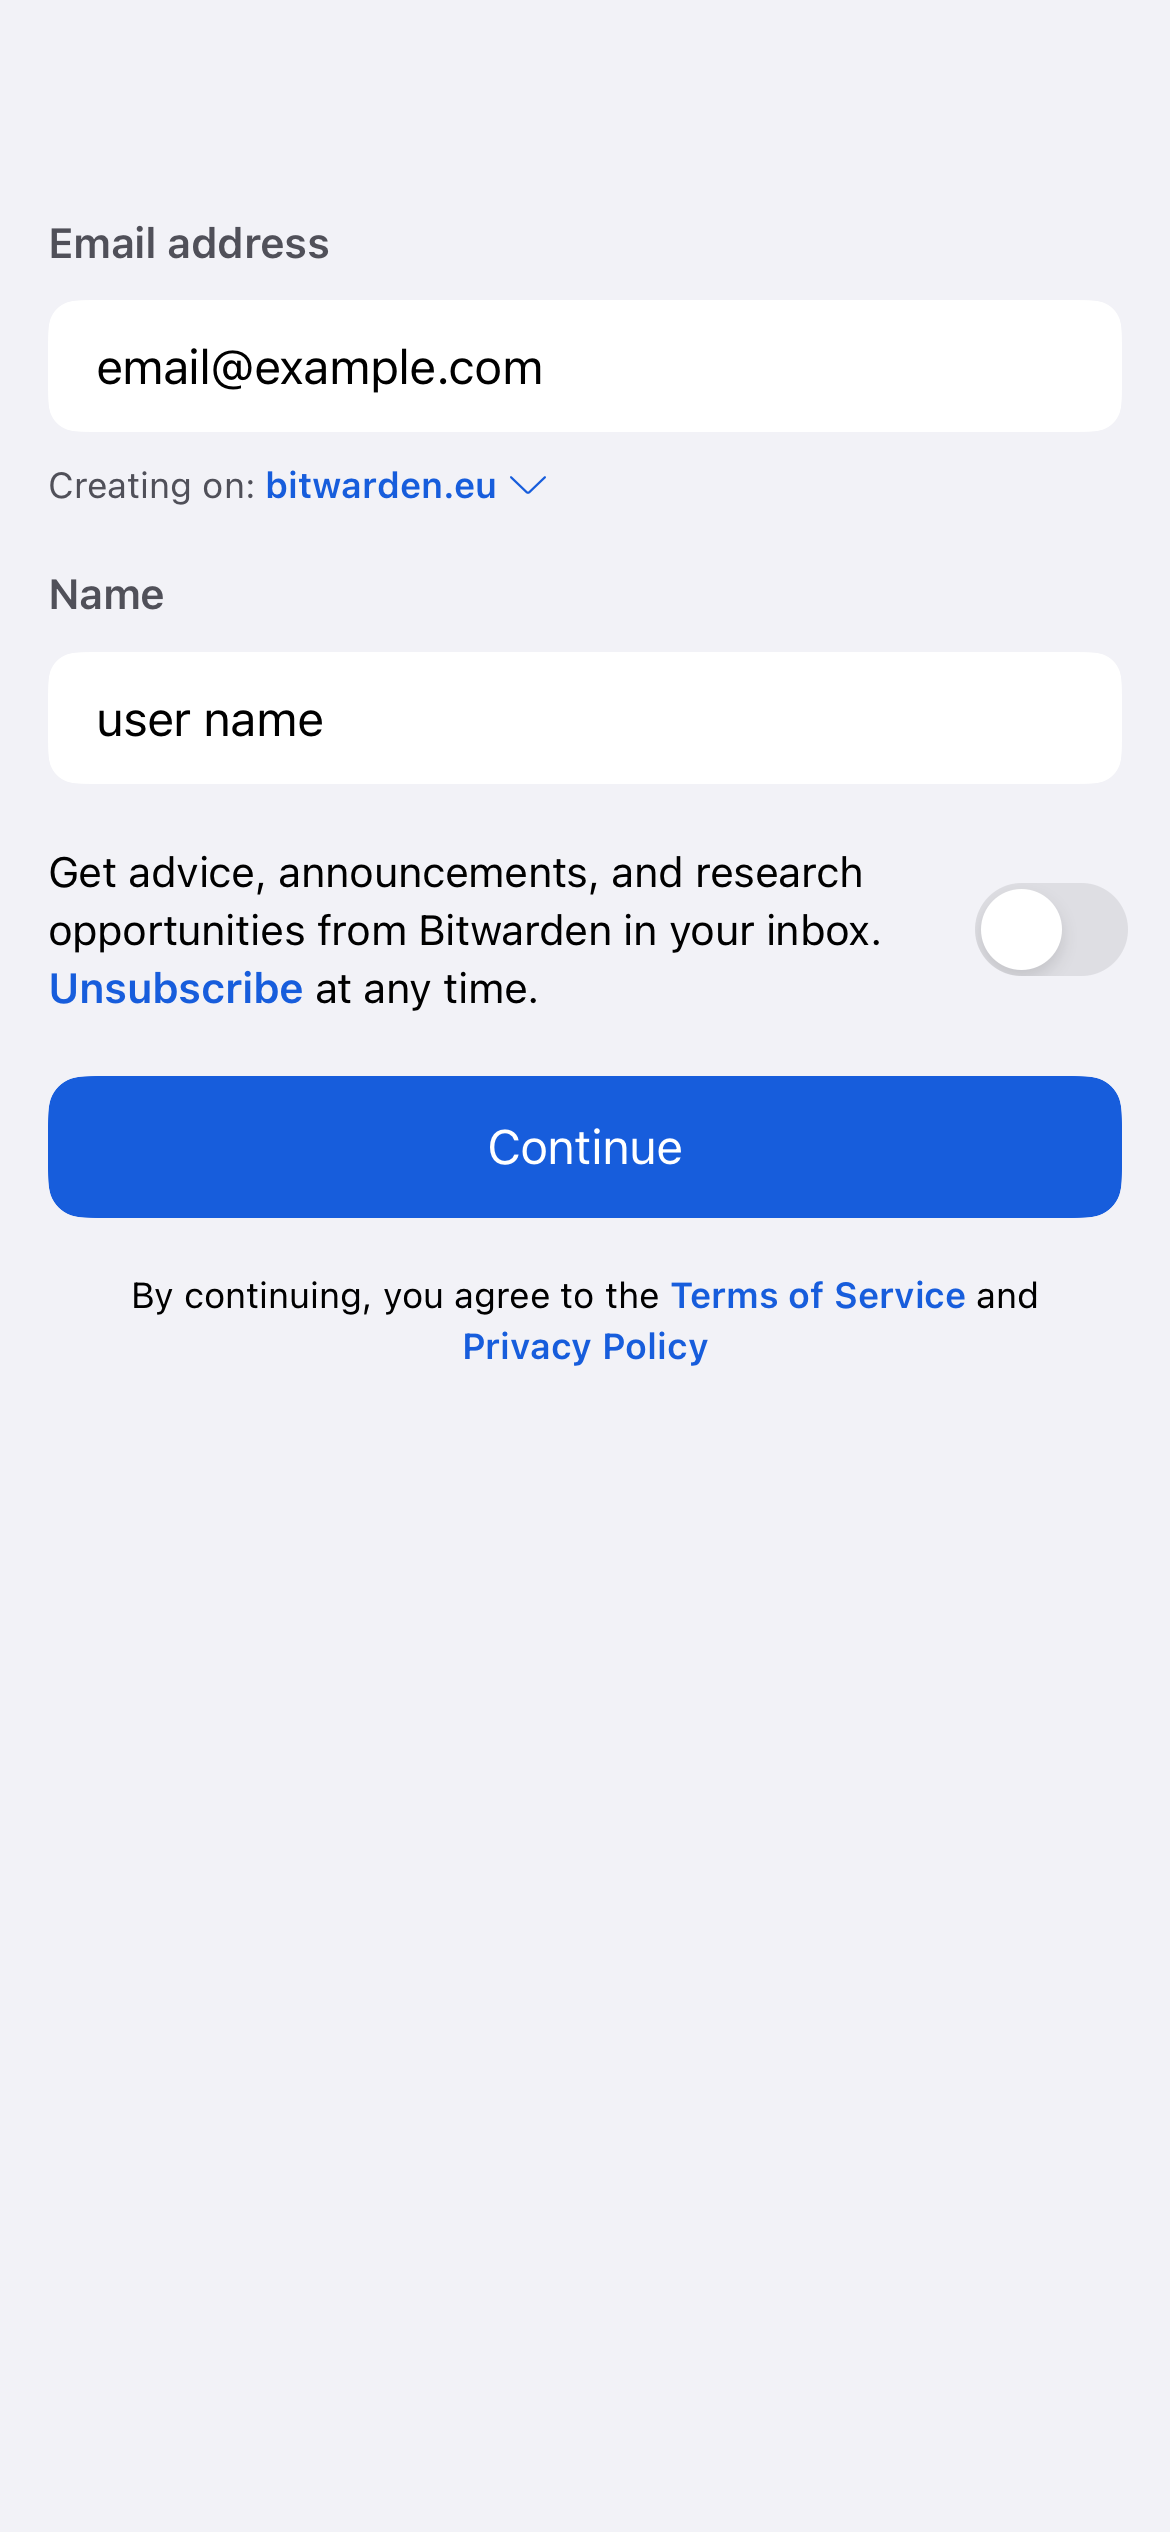 Email address
email@example.com
Creating on: bitwarden.eu
Name
user name
Get advice, announcements, and research
opportunities from Bitwarden in your inbox.
Unsubscribe at any time.
Continue
By continuing, you agree to the Terms of Service and
Privacy Policy